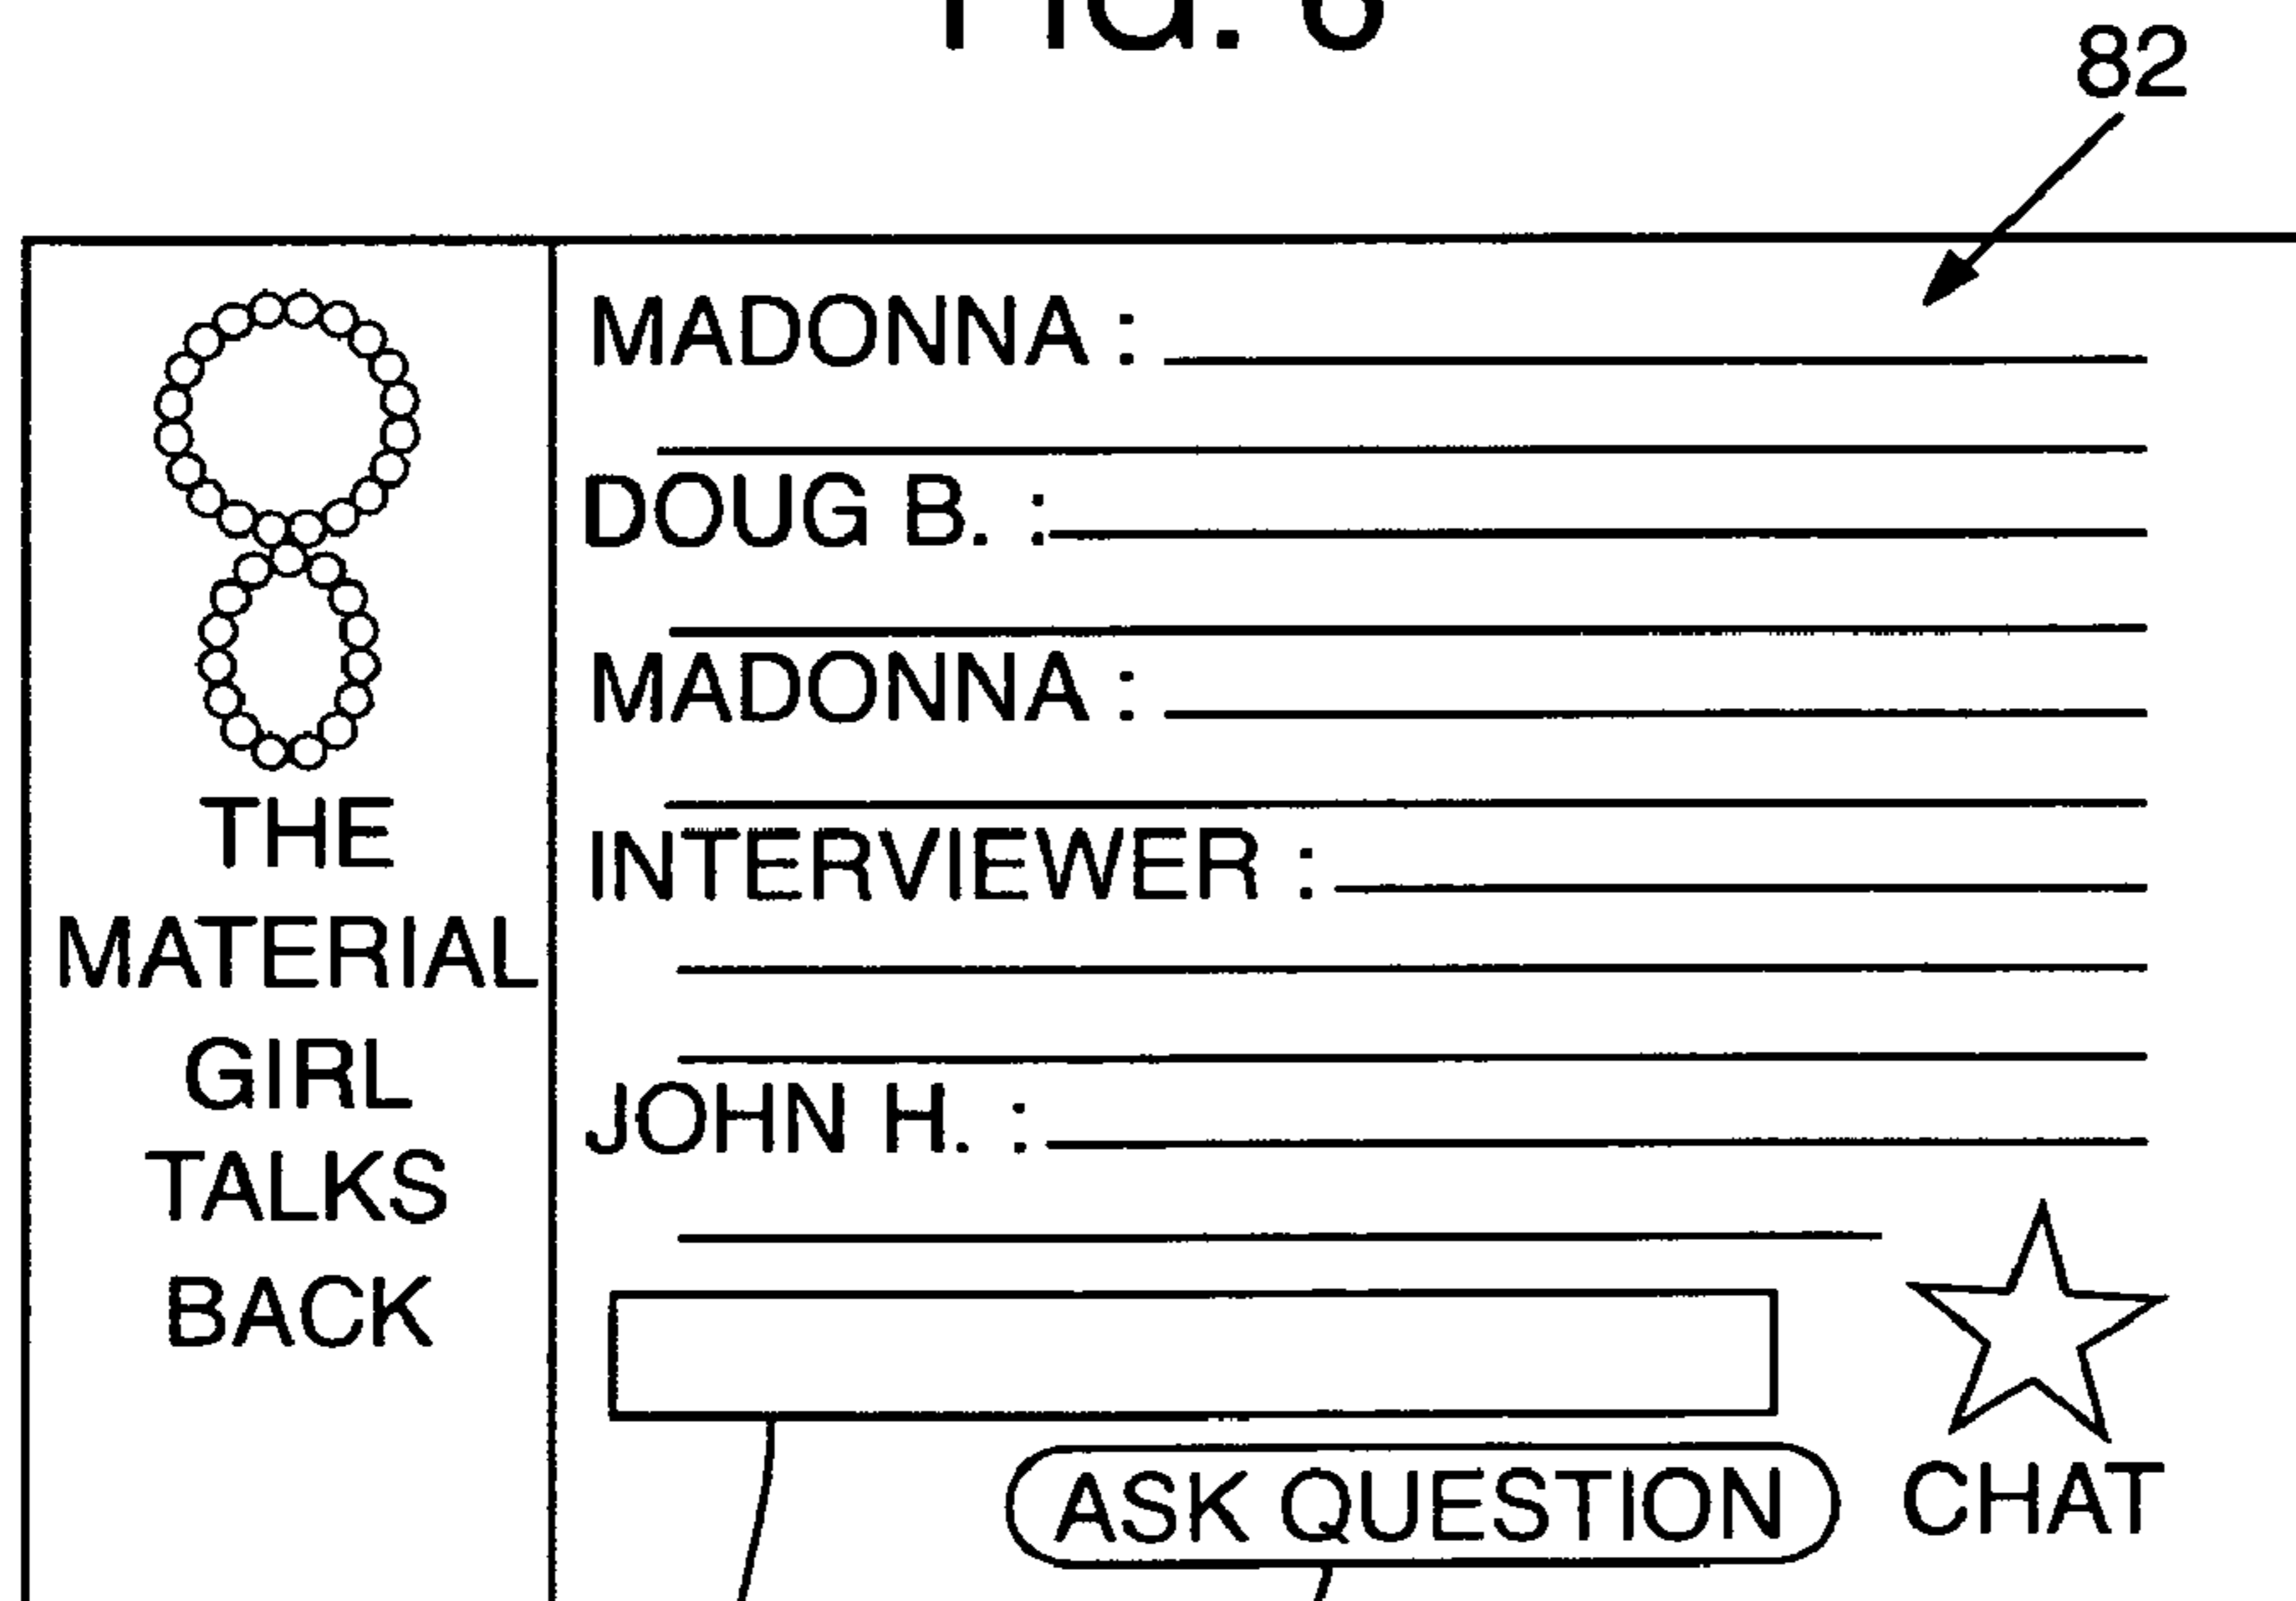 82
MADONNA :
DOUG B. :
MADONNA :
INTERVIEWER :
JOHN H. :
THE
MATERIAL
GIRL
TALKS
BACK
ASK QUESTION
CHAT